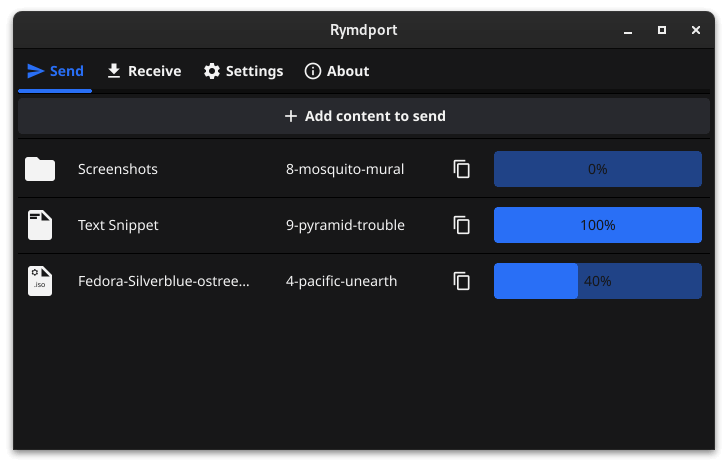 Rymdport
Send Receive Settings About
Add content to send
Screenshots 8-mosquito-mural 0%
Text Snippet 9-pyramid-trouble 100%
.iso Fedora-Silverblue-ostree... 4-pacific-unearth 40%